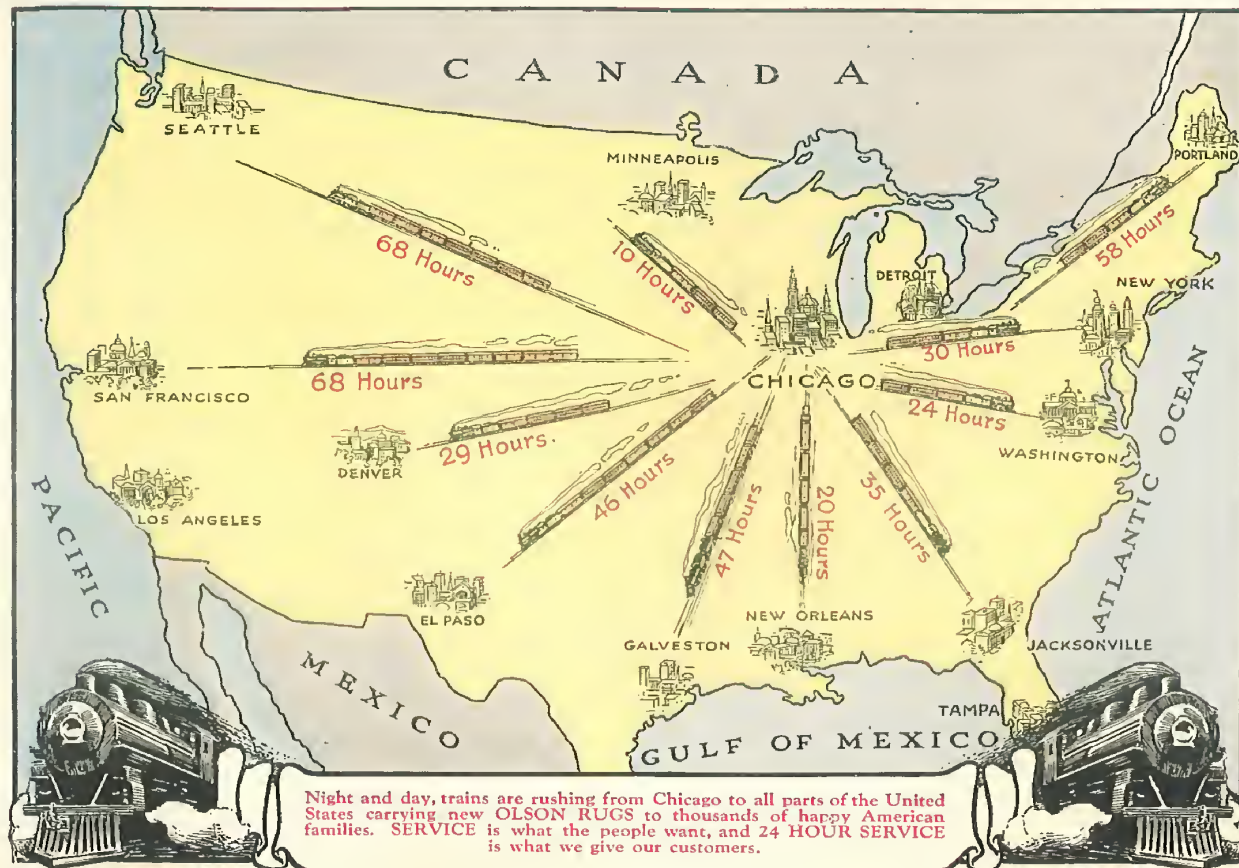 CANADA
SEATTLE
MINNEAPOLIS
PORTLAND
68 Hours
10 Hours
58 Hours
DETROIT
NEW YORK
30 Hours
SAN FRANCISCO
68 Hours
CHICAGO
24 Hours
WASHINGTON
DENVER
29 Hours.
LOS ANGELES
46 Hours
47 Hours
20 Hours
35 Hours
PACIFIC
ATLANTIC OCEAN
EL PASO
GALVESTON
NEW ORLEANS
JACKSONVILLE
MEXICO
TAMPA
GULF OF MEXICO
Night and day, trains are rushing from Chicago to all parts of the United
States carrying new OLSON RUGS to thousands of happy American
families. SERVICE is what the people want, and 24 HOUR SERVICE
is what we give our customers.